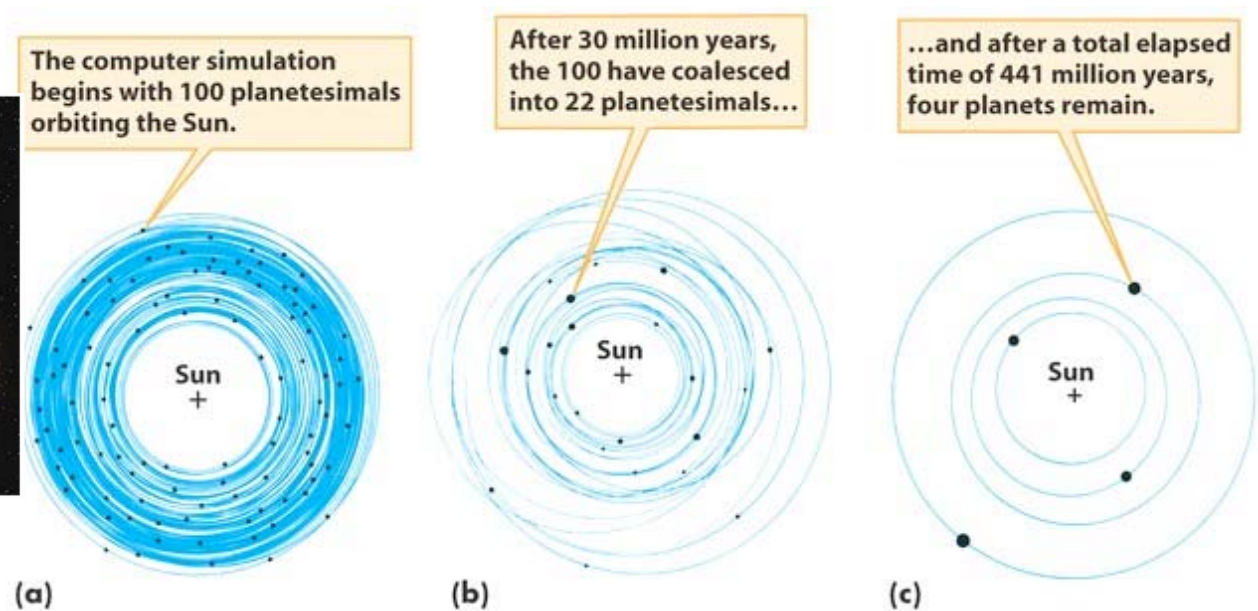 The computer simulation
begins with 100 planetesimals
orbiting the Sun.
After 30 million years,
the 100 have coalesced
into 22 planetesimals…
…and after a total elapsed
time of 441 million years,
four planets remain.
Sun
+
Sun
+
Sun
+
(a)
(b)
(c)